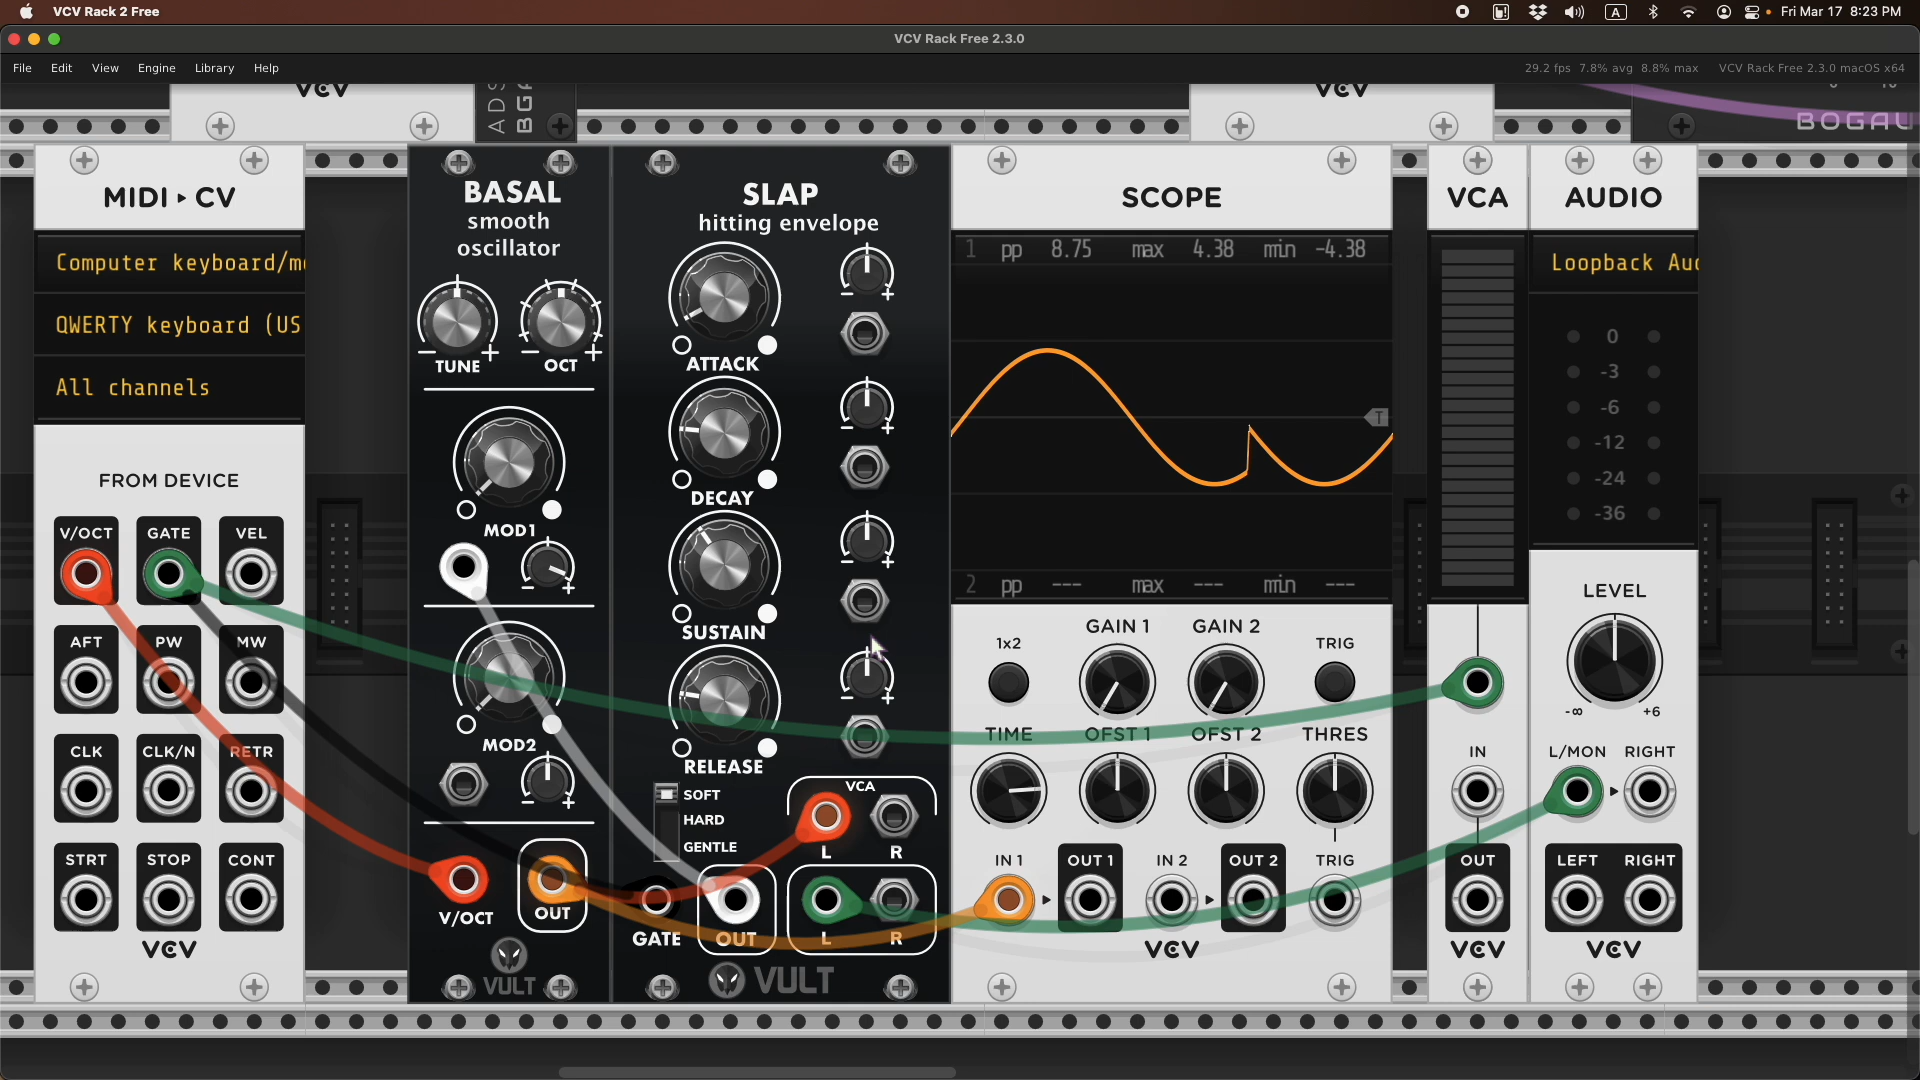 VCV Rack 2 Free
A
Fri Mar 17 8:23 PM
VCV Rack Free 2.3.0
File Edit View Engine Library Help
29.2 fps 7.8% avg 8.8% max VCV Rack Free 2.3.0 macOS x64
VCV
VCV
MIDI ▸ CV
Computer keyboard/m
QWERTY keyboard (US
All channels
FROM DEVICE
V/OCT GATE VEL
AFT PW MW
CLK CLK/N RETR
STRT STOP CONT
VCV
BASAL
smooth
oscillator
TUNE OCT
MOD1
MOD2
V/OCT OUT
VULT
SLAP
hitting envelope
ATTACK
DECAY
SUSTAIN
RELEASE
SOFT
HARD
GENTLE
VCA
L R
GATE OUT L R
VULT
SCOPE
1 pp 8.75 max 4.38 min -4.38
T
2 pp --- max --- min ---
1x2 GAIN 1 GAIN 2 TRIG
TIME OFST 1 OFST 2 THRES
IN 1 OUT 1 IN 2 OUT 2 TRIG
VCV
VCA
IN
OUT
VCV
AUDIO
Loopback Au
0
-3
-6
-12
-24
-36
LEVEL
-∞ +6
L/MON RIGHT
LEFT RIGHT
VCV